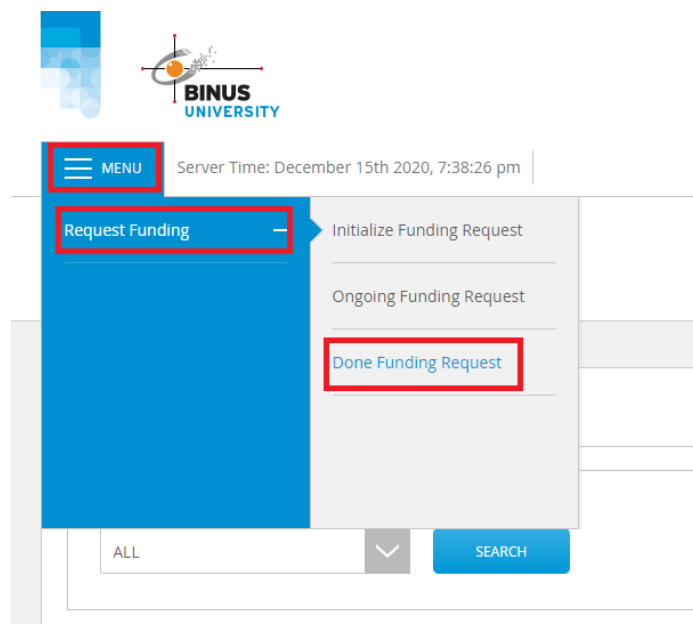 BINUS
UNIVERSITY
MENU
Server Time: December 15th 2020, 7:38:26 pm
Request Funding
Initialize Funding Request
Ongoing Funding Request
Done Funding Request
ALL
SEARCH